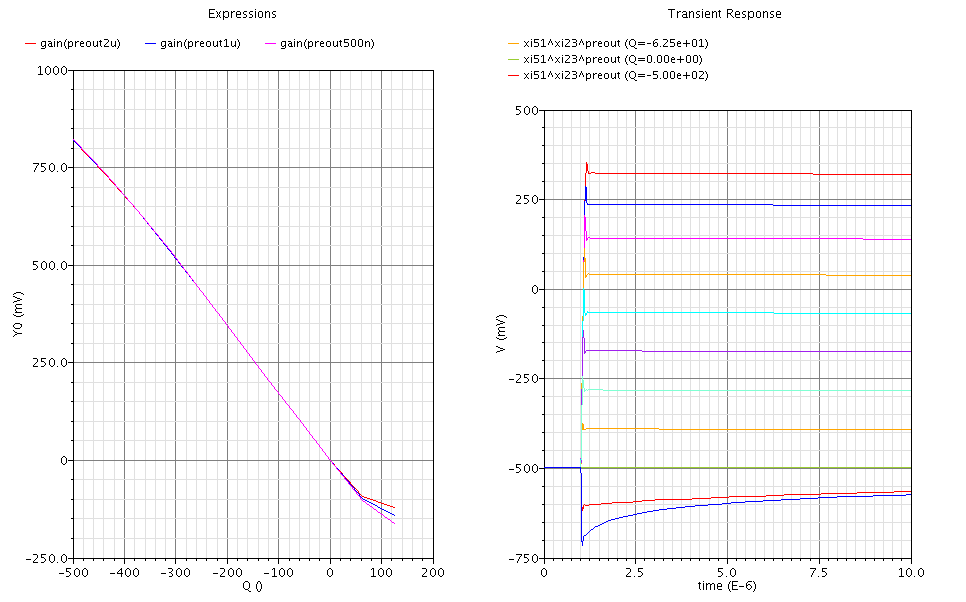 Expressions
gain(preout2u) gain(preout1u) gain(preout500n)
1000
750.0
500.0
250.0
0
-250.0
Y0 (mV)
-500 -400 -300 -200 -100 0 100 200
Q ()
Transient Response
xi51^xi23^preout (Q=-6.25e+01)
xi51^xi23^preout (Q=0.00e+00)
xi51^xi23^preout (Q=-5.00e+02)
500
250
0
-250
-500
-750
V (mV)
0 2.5 5.0 7.5 10.0
time (E-6)